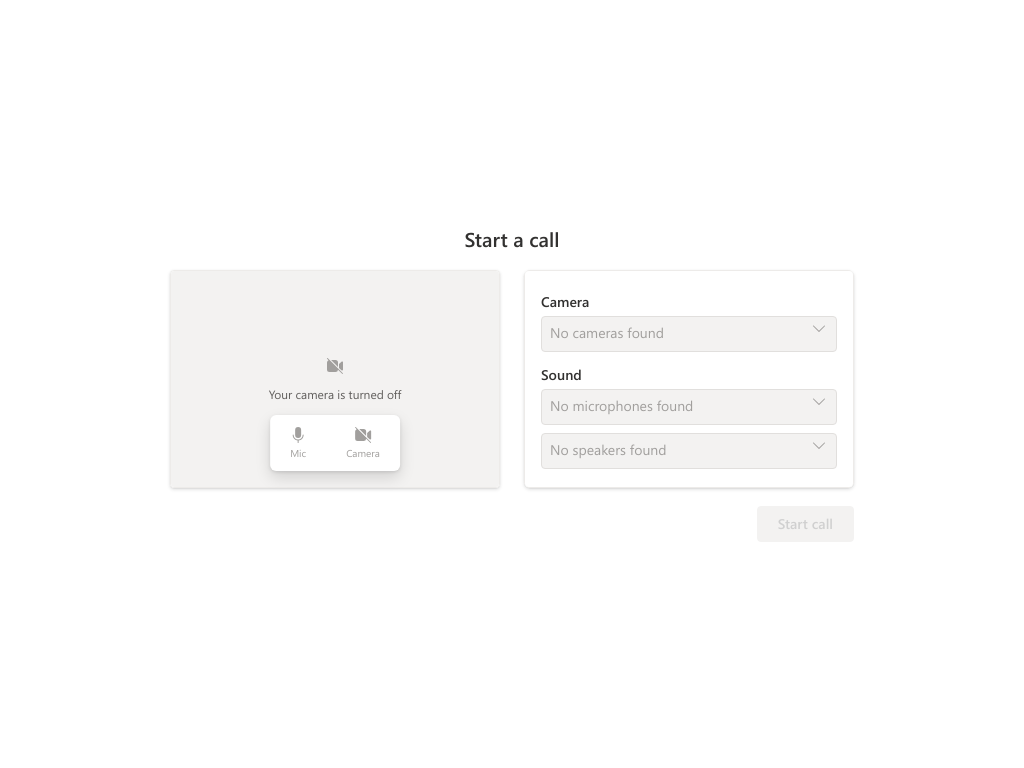 Start a call
Your camera is turned off
Mic
Camera
Camera
No cameras found
Sound
No microphones found
No speakers found
Start call